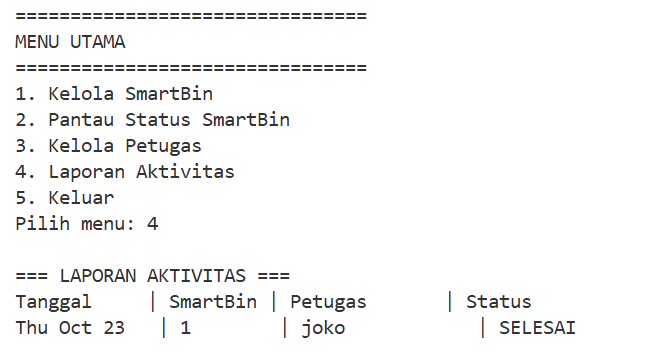 ================================
MENU UTAMA
================================
1. Kelola SmartBin
2. Pantau Status SmartBin
3. Kelola Petugas
4. Laporan Aktivitas
5. Keluar
Pilih menu: 4

=== LAPORAN AKTIVITAS ===
Tanggal     | SmartBin | Petugas       | Status
Thu Oct 23   | 1        | joko            | SELESAI